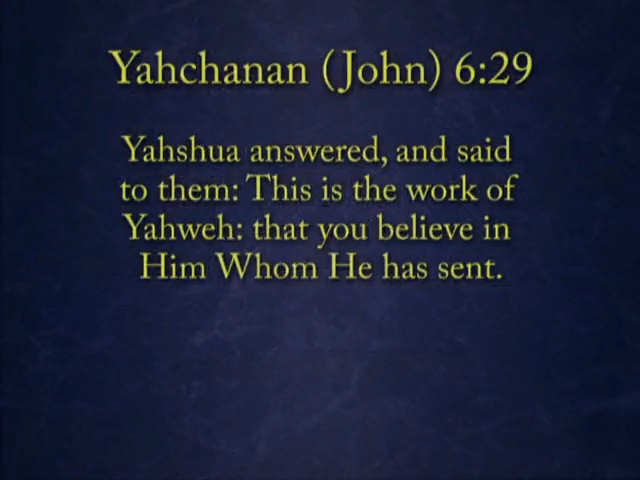 Yahchanan (John) 6:29
Yahshua answered, and said
to them: This is the work of
Yahweh: that you believe in
Him Whom He has sent.